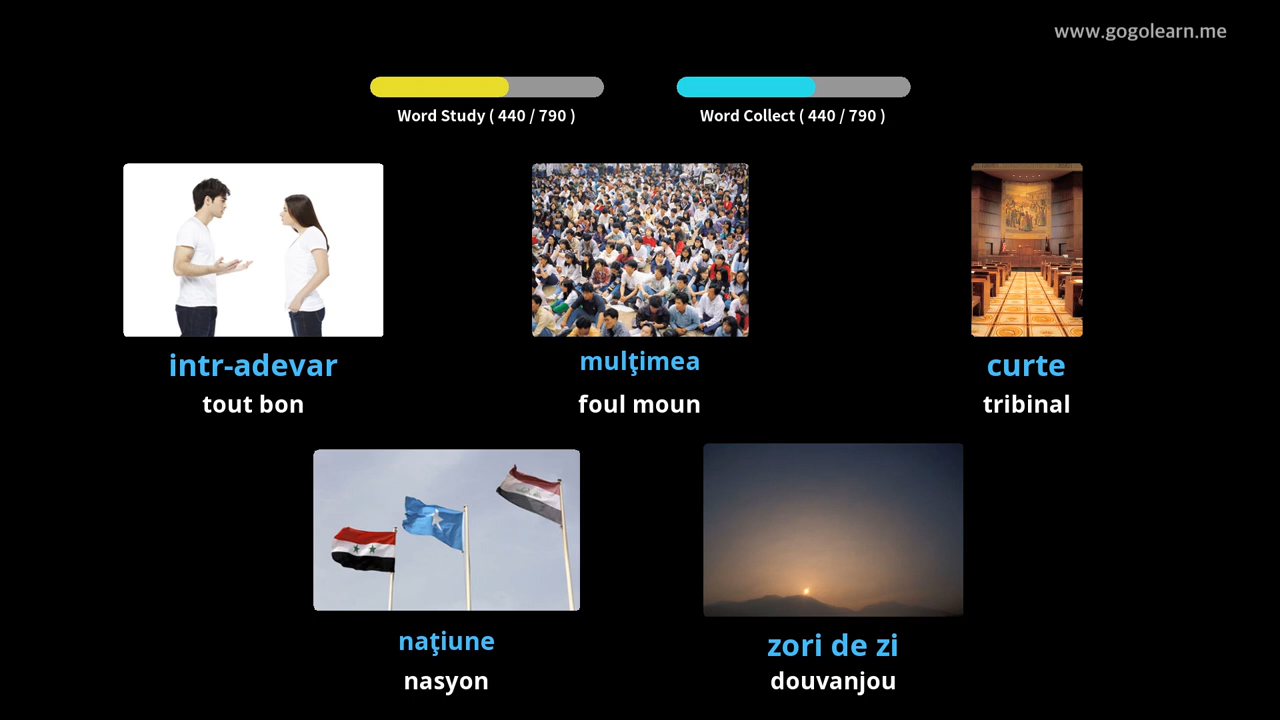 www.gogolearn.me
Word Study ( 440 / 790 )
Word Collect ( 440 / 790 )
intr-adevar
tout bon
mulţimea
foul moun
curte
tribinal
naţiune
nasyon
zori de zi
douvanjou